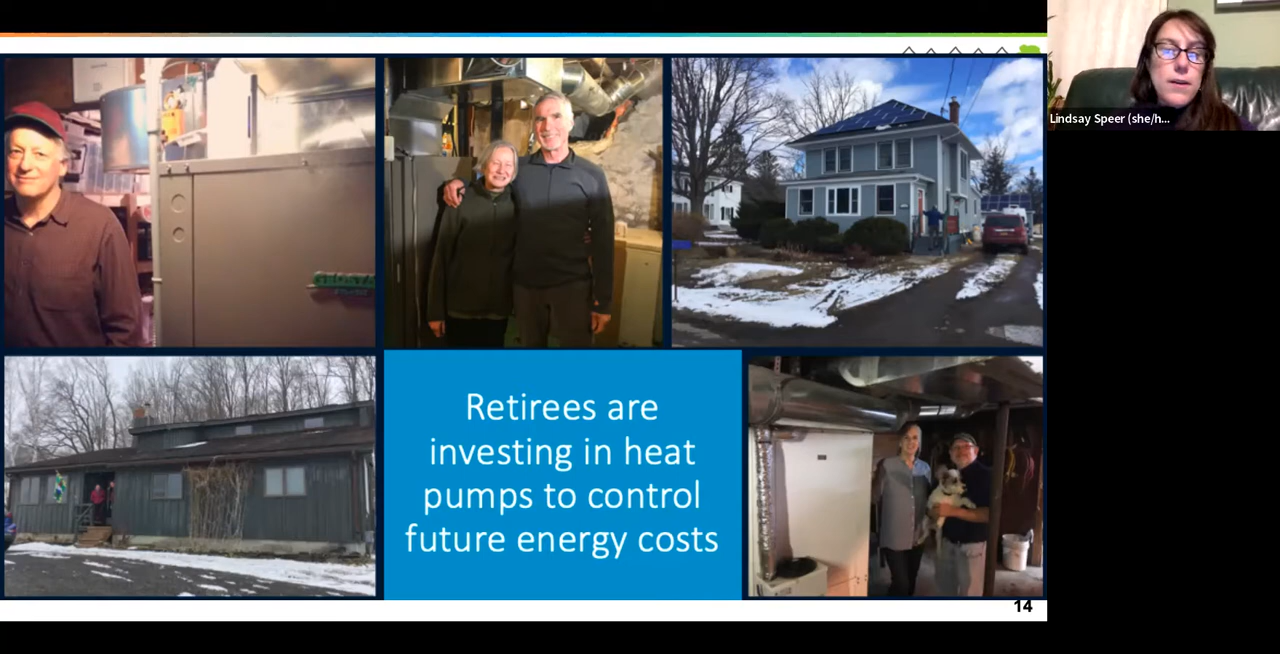 Lindsay Speer (she/h...
Retirees are
investing in heat
pumps to control
future energy costs
14